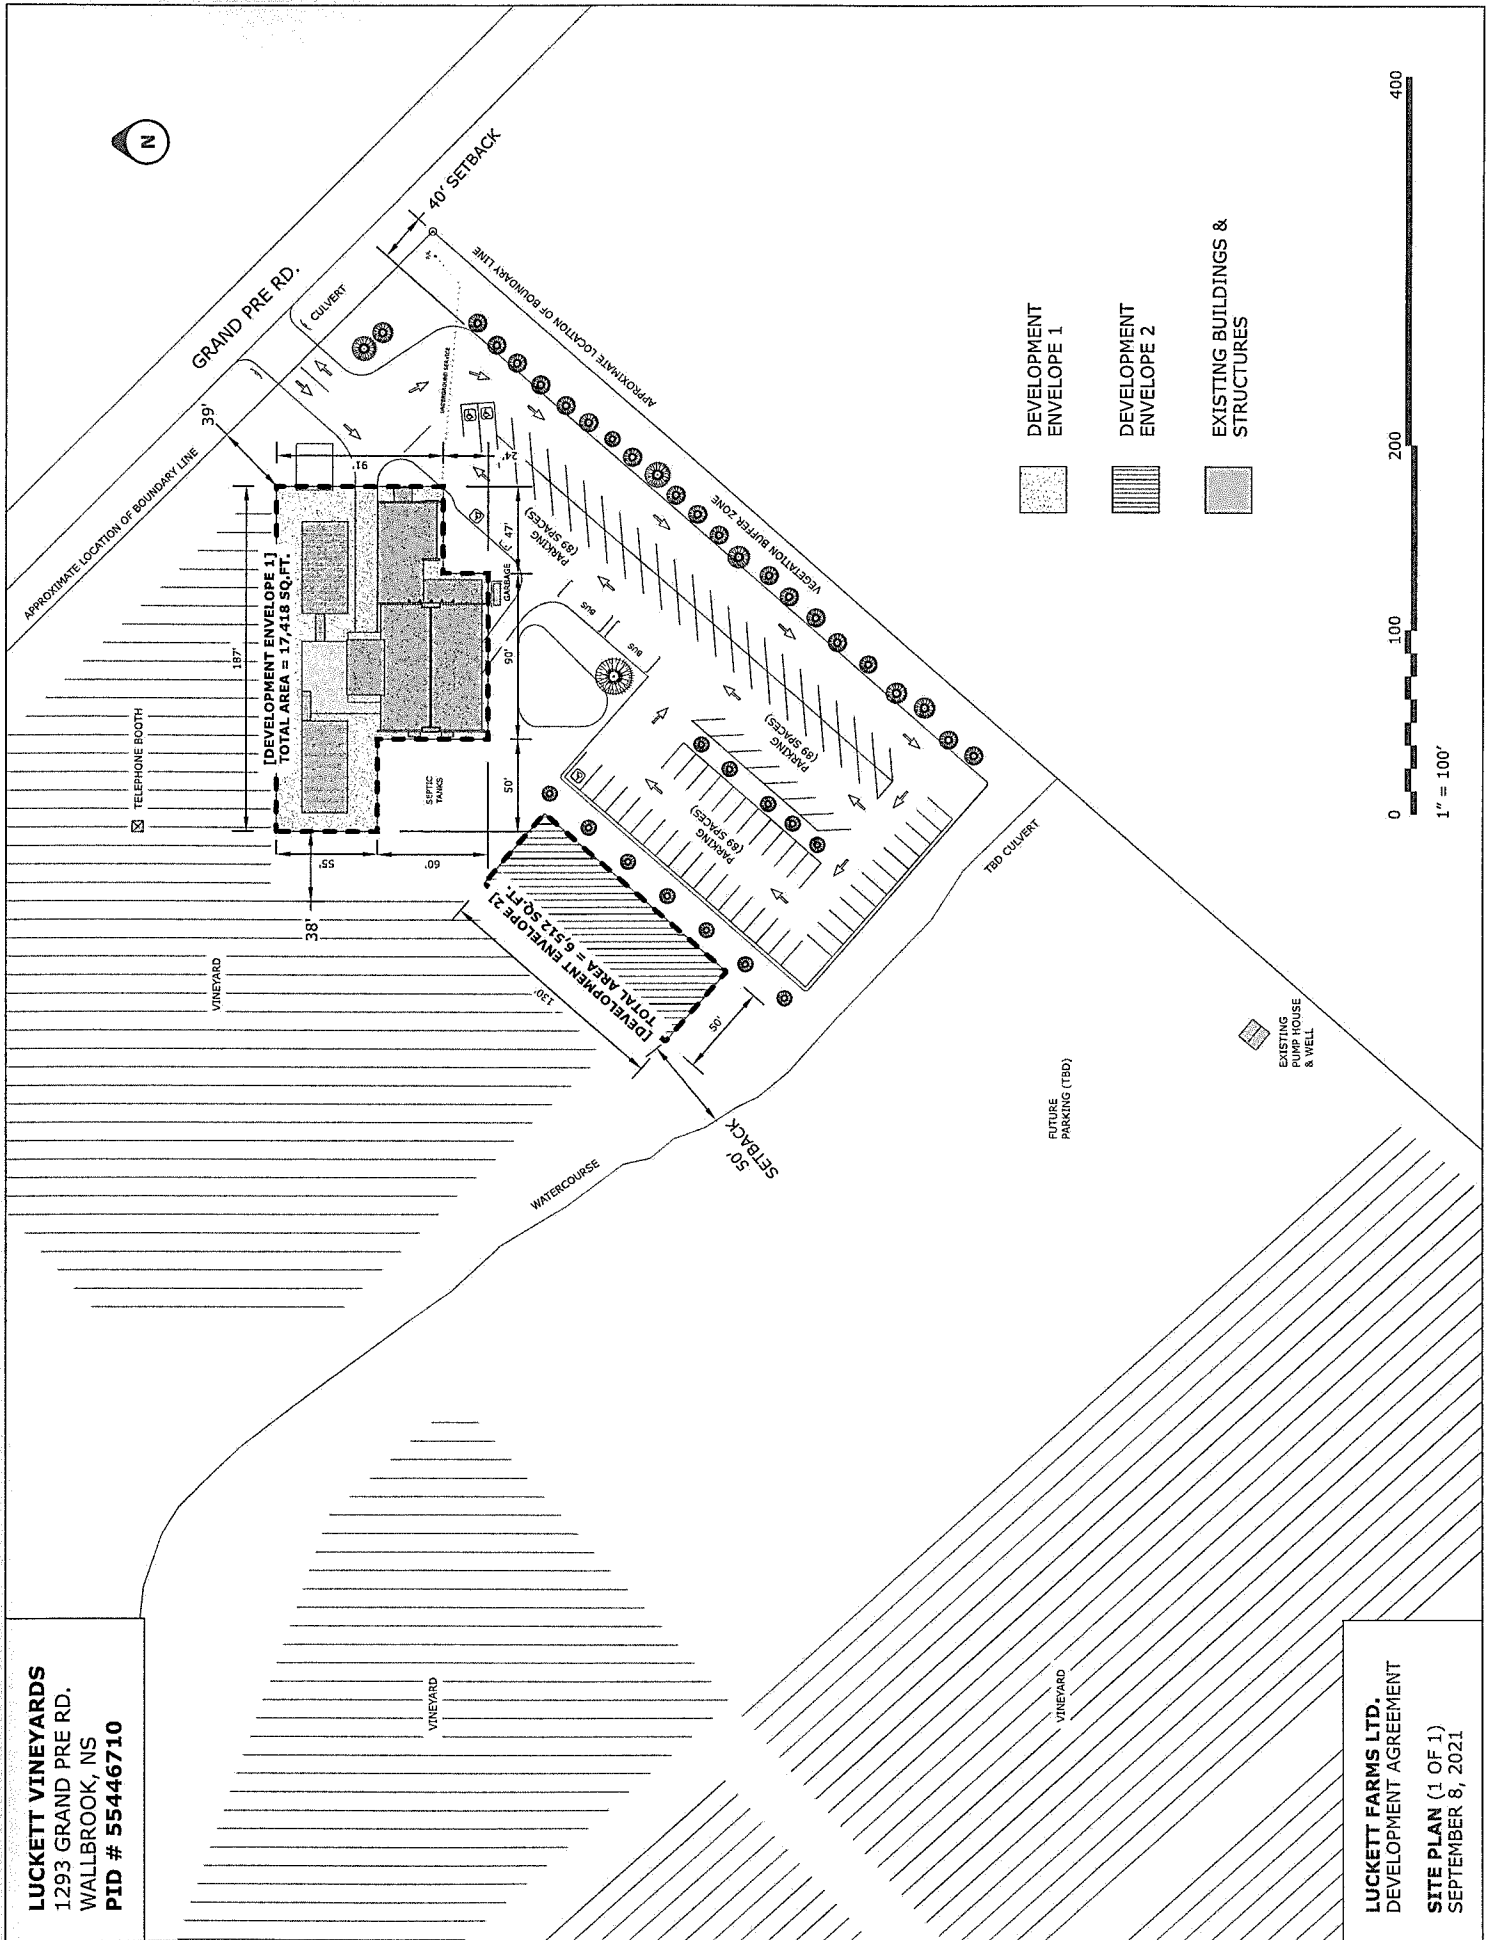 LUCKETT VINEYARDS
1293 GRAND PRE RD.
WALLBROOK, NS
PID # 55446710
N
GRAND PRE RD.
CULVERT
40' SETBACK
39'
APPROXIMATE LOCATION OF BOUNDARY LINE
APPROXIMATE LOCATION OF BOUNDARY LINE
UNDERGROUND SERVICE
187'
[DEVELOPMENT ENVELOPE 1]
TOTAL AREA = 17,418 SQ.FT.
91'
24'
47'
90'
50'
55'
60'
38'
TELEPHONE BOOTH
SEPTIC
TANKS
GARBAGE
BUS
BUS
PARKING
(89 SPACES)
PARKING
(89 SPACES)
PARKING
(89 SPACES)
VEGETATION BUFFER ZONE
VINEYARD
[DEVELOPMENT ENVELOPE 2]
TOTAL AREA = 6,512 SQ.FT.
130'
50'
50'
SETBACK
WATERCOURSE
TBD CULVERT
FUTURE
PARKING (TBD)
EXISTING
PUMP HOUSE
& WELL
VINEYARD
VINEYARD
DEVELOPMENT
ENVELOPE 1
DEVELOPMENT
ENVELOPE 2
EXISTING BUILDINGS &
STRUCTURES
0
100
200
400
1" = 100'
LUCKETT FARMS LTD.
DEVELOPMENT AGREEMENT
SITE PLAN (1 OF 1)
SEPTEMBER 8, 2021